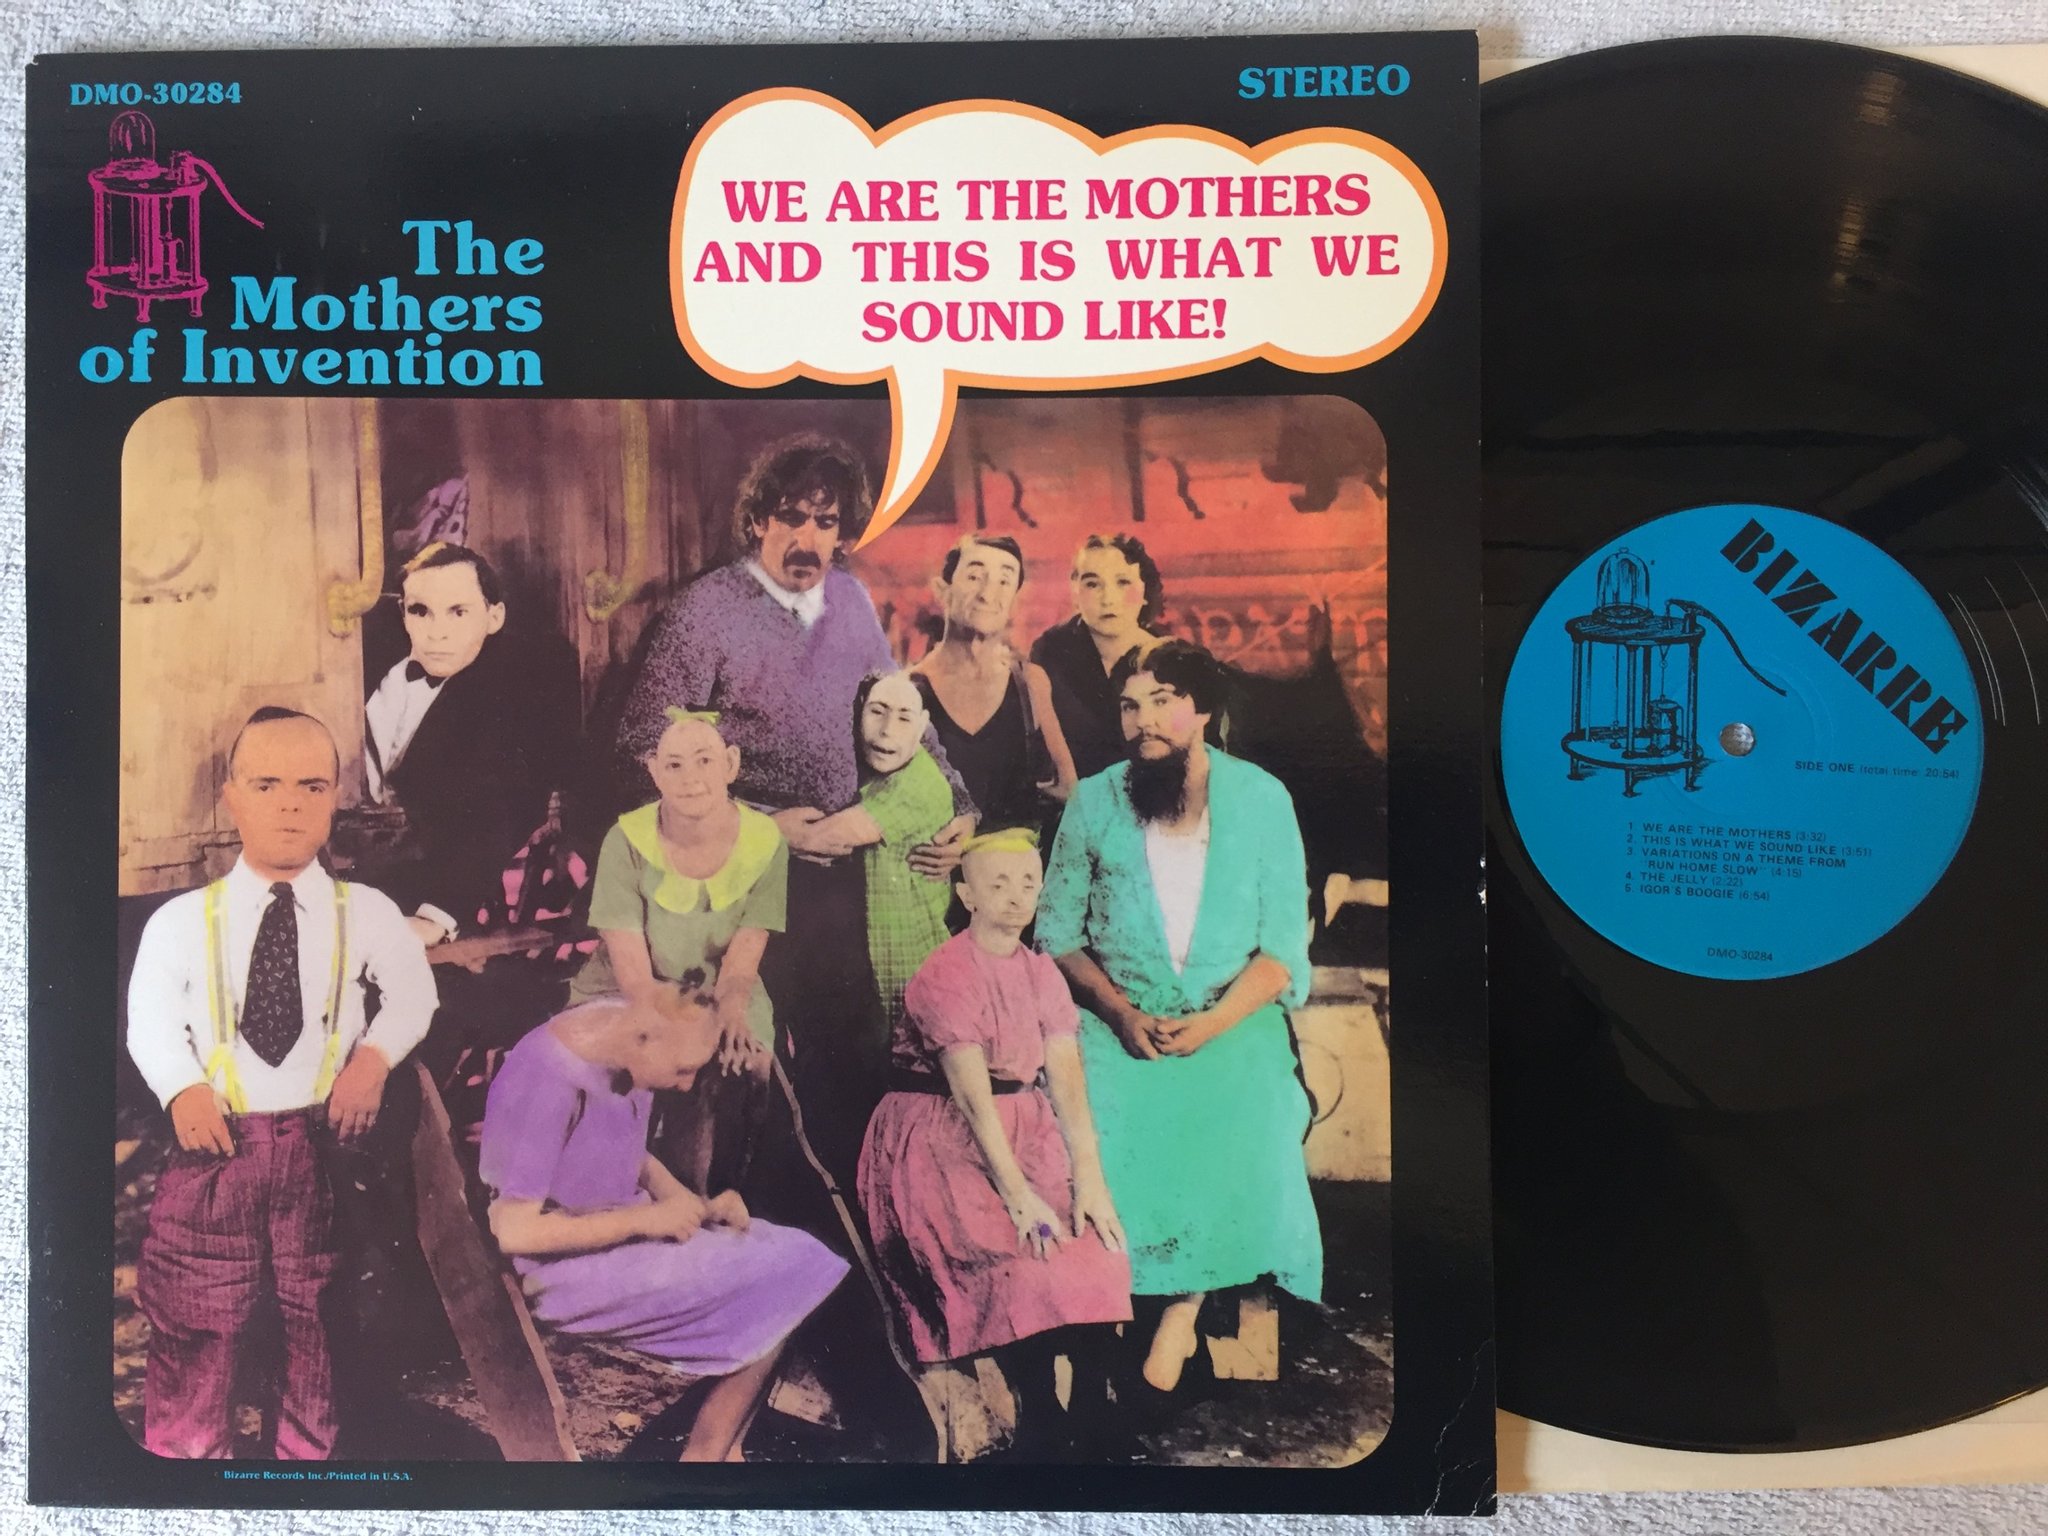 DMO-30284
STEREO
The
Mothers
of Invention
WE ARE THE MOTHERS
AND THIS IS WHAT WE
SOUND LIKE!
Bizarre Records Inc./Printed in U.S.A.
BIZARRE
SIDE ONE (total time: 20:54)
1. WE ARE THE MOTHERS (3:32)
2. THIS IS WHAT WE SOUND LIKE (3:51)
3. VARIATIONS ON A THEME FROM
"RUN HOME SLOW" (4:15)
4. THE JELLY (2:22)
5. IGOR'S BOOGIE (6:54)
DMO-30284